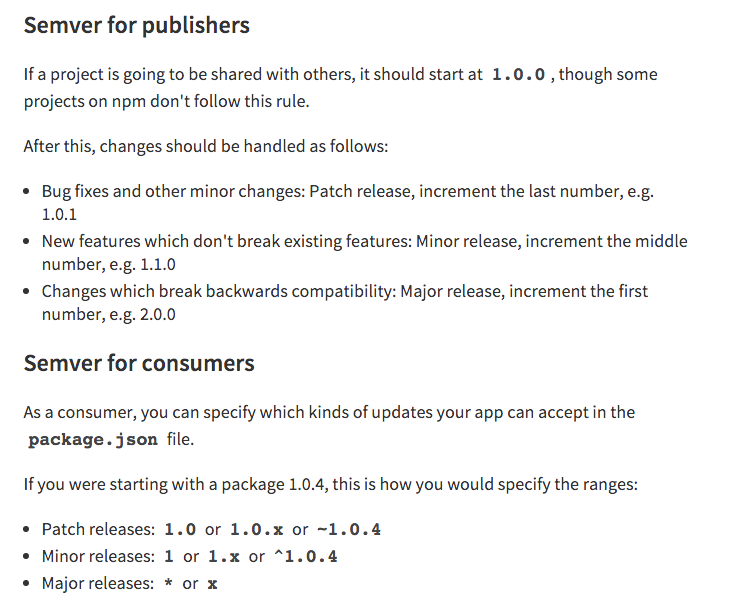 Semver for publishers
If a project is going to be shared with others, it should start at 1.0.0 , though some
projects on npm don't follow this rule.
After this, changes should be handled as follows:
• Bug fixes and other minor changes: Patch release, increment the last number, e.g.
1.0.1
• New features which don't break existing features: Minor release, increment the middle
number, e.g. 1.1.0
• Changes which break backwards compatibility: Major release, increment the first
number, e.g. 2.0.0
Semver for consumers
As a consumer, you can specify which kinds of updates your app can accept in the
package.json file.
If you were starting with a package 1.0.4, this is how you would specify the ranges:
• Patch releases: 1.0 or 1.0.x or ~1.0.4
• Minor releases: 1 or 1.x or ^1.0.4
• Major releases: * or x